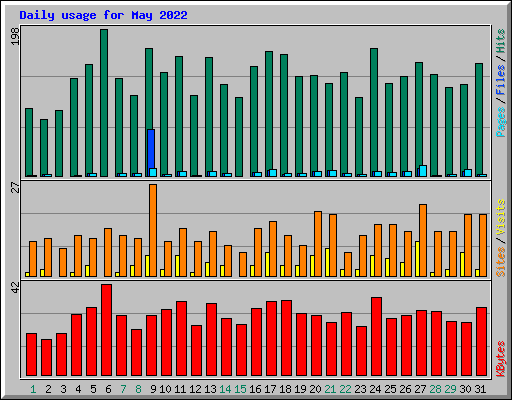 Daily usage for May 2022
198
Pages / Files / Hits
27
Sites / Visits
42
KBytes
1 2 3 4 5 6 7 8 9 10 11 12 13 14 15 16 17 18 19 20 21 22 23 24 25 26 27 28 29 30 31